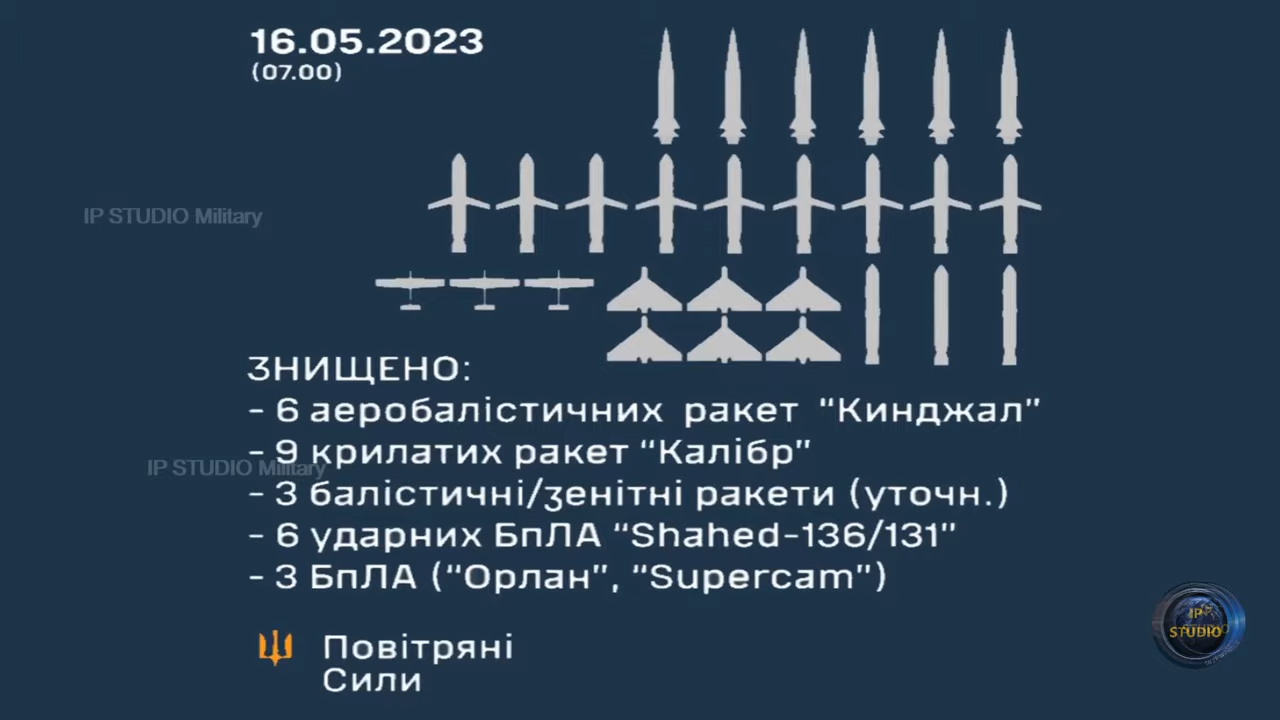 16.05.2023
(07.00)
IP STUDIO Military
ЗНИЩЕНО:
- 6 аеробалістичних ракет "Кинджал"
- 9 крилатих ракет "Калібр"
IP STUDIO Military
- 3 балістичні/зенітні ракети (уточн.)
- 6 ударних БпЛА "Shahed-136/131"
- 3 БпЛА ("Орлан", "Supercam")
Повітряні
Сили
IP
STUDIO